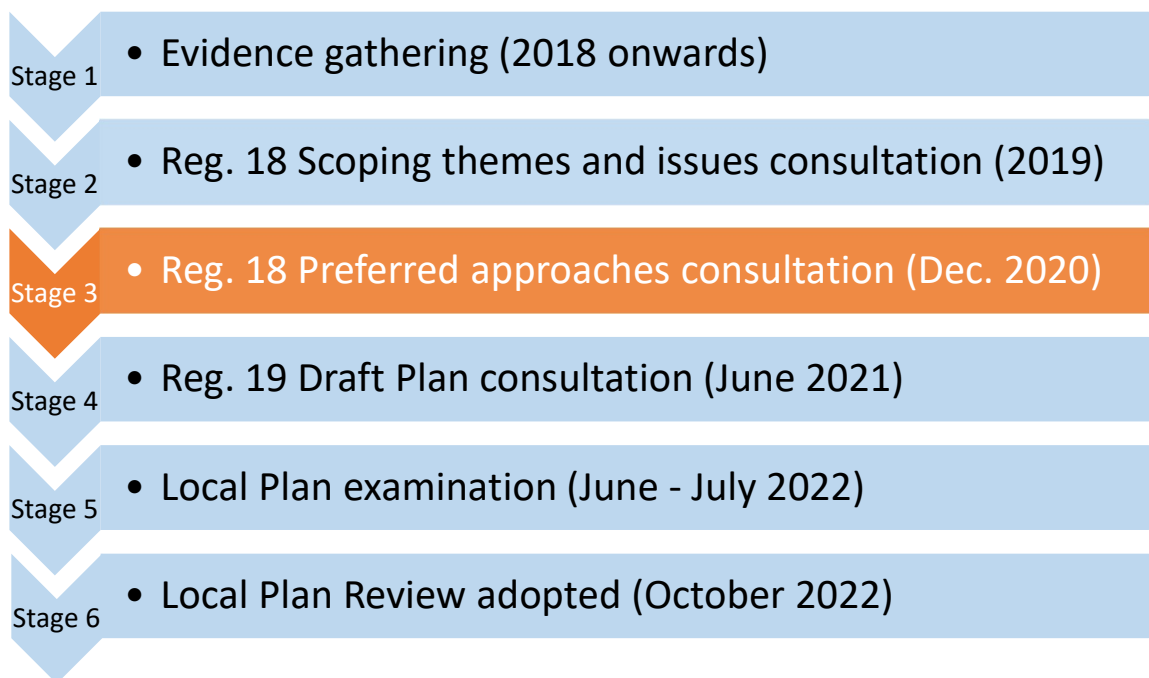 Stage 1
• Evidence gathering (2018 onwards)
Stage 2
• Reg. 18 Scoping themes and issues consultation (2019)
Stage 3
• Reg. 18 Preferred approaches consultation (Dec. 2020)
Stage 4
• Reg. 19 Draft Plan consultation (June 2021)
Stage 5
• Local Plan examination (June - July 2022)
Stage 6
• Local Plan Review adopted (October 2022)